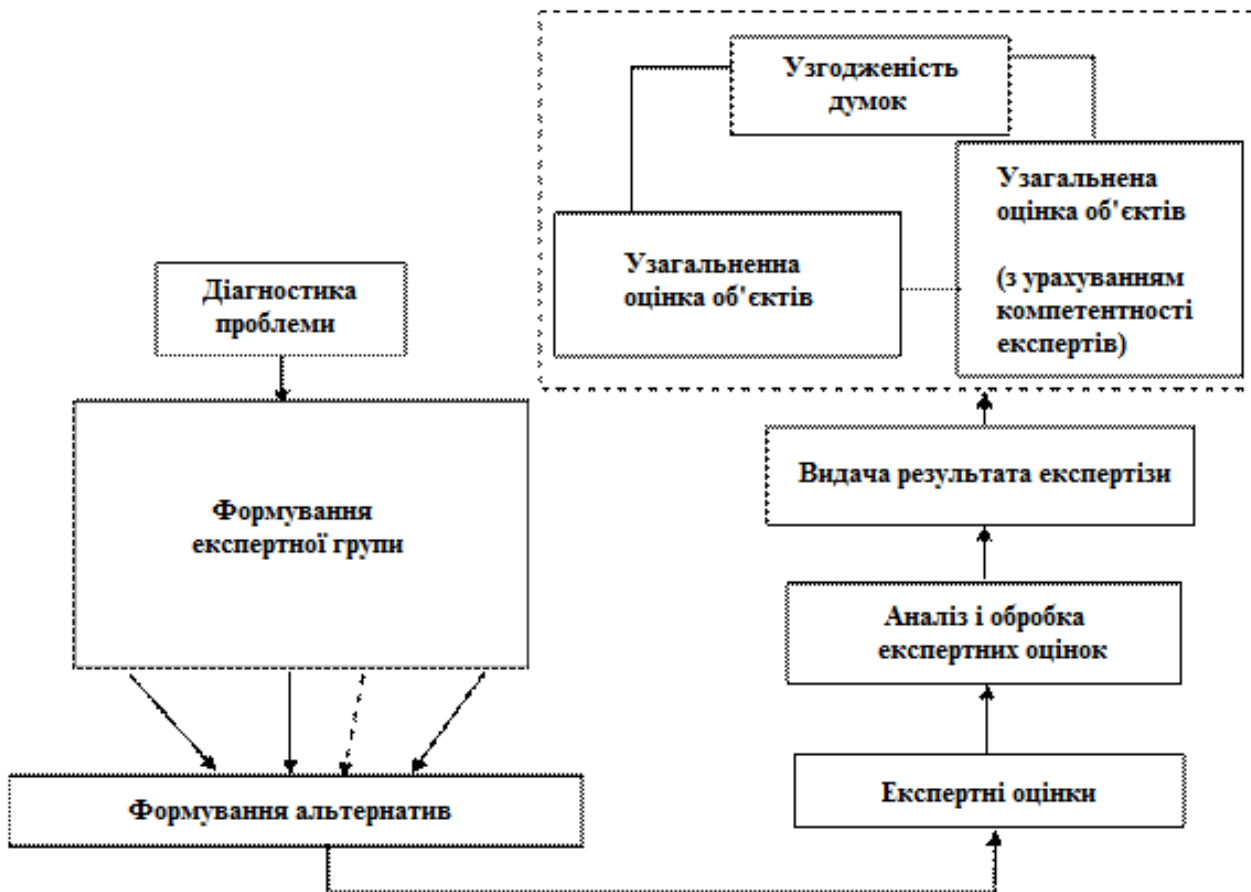 Узгодженість
думок
Узагальнена
оцінка об'єктів
(з урахуванням
компетентності
експертів)
Узагальненна
оцінка об'єктів
Діагностика
проблеми
Формування
експертної групи
Формування альтернатив
Видача результата експертізи
Аналіз і обробка
експертних оцінок
Експертні оцінки